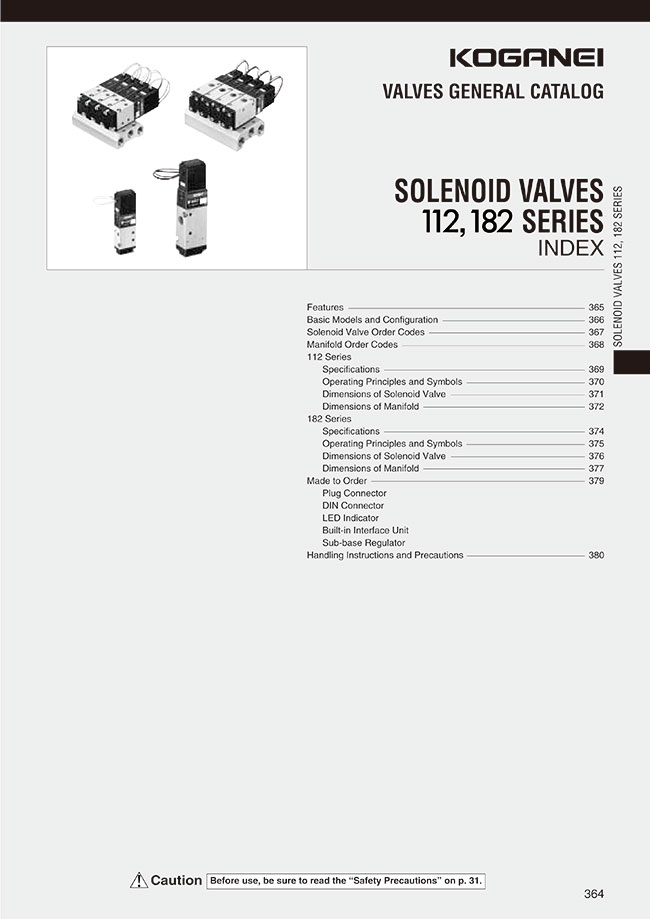 KOGANEI
VALVES GENERAL CATALOG
SOLENOID VALVES
112, 182 SERIES
INDEX
SOLENOID VALVES 112, 182 SERIES
Features 365
Basic Models and Configuration 366
Solenoid Valve Order Codes 367
Manifold Order Codes 368
112 Series
Specifications 369
Operating Principles and Symbols 370
Dimensions of Solenoid Valve 371
Dimensions of Manifold 372
182 Series
Specifications 374
Operating Principles and Symbols 375
Dimensions of Solenoid Valve 376
Dimensions of Manifold 377
Made to Order 379
Plug Connector
DIN Connector
LED Indicator
Built-in Interface Unit
Sub-base Regulator
Handling Instructions and Precautions 380
Caution Before use, be sure to read the “Safety Precautions” on p. 31.
364